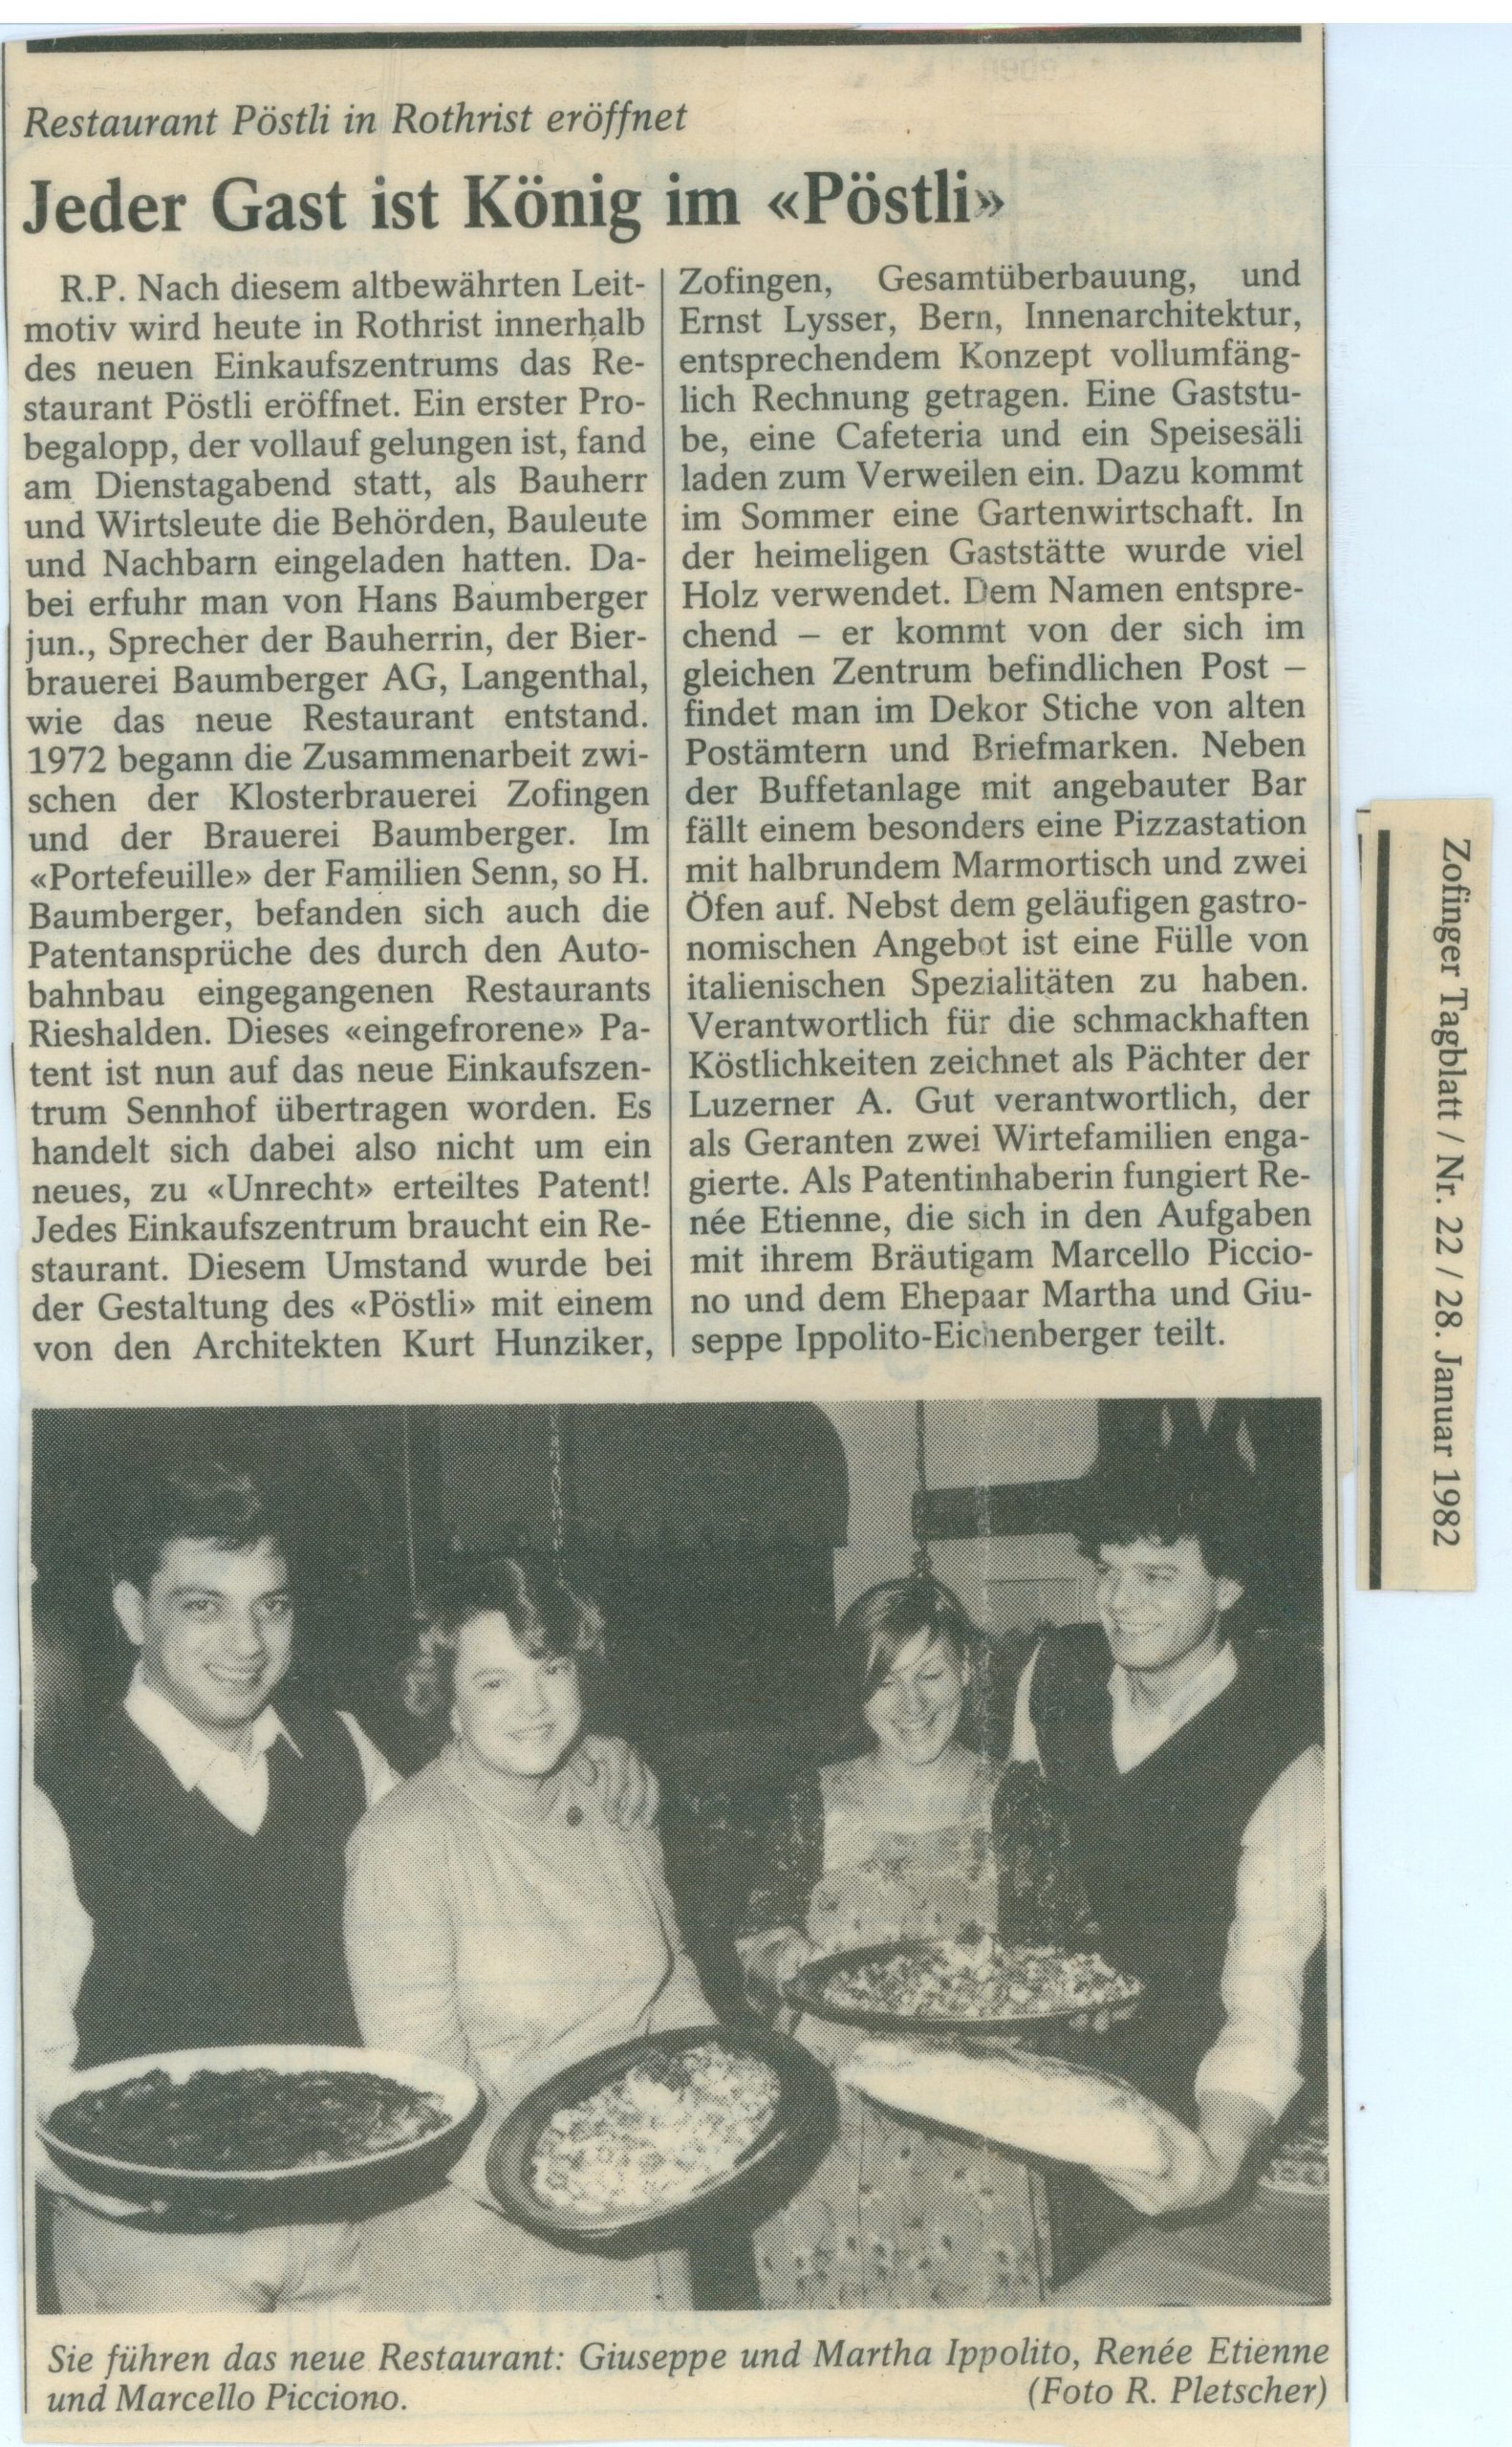 Restaurant Pöstli in Rothrist eröffnet
Jeder Gast ist König im «Pöstli»
R.P. Nach diesem altbewährten Leit-
motiv wird heute in Rothrist innerhalb
des neuen Einkaufszentrums das Re-
staurant Pöstli eröffnet. Ein erster Pro-
begalopp, der vollauf gelungen ist, fand
am Dienstagabend statt, als Bauherr
und Wirtsleute die Behörden, Bauleute
und Nachbarn eingeladen hatten. Da-
bei erfuhr man von Hans Baumberger
jun., Sprecher der Bauherrin, der Bier-
brauerei Baumberger AG, Langenthal,
wie das neue Restaurant entstand.
1972 begann die Zusammenarbeit zwi-
schen der Klosterbrauerei Zofingen
und der Brauerei Baumberger. Im
«Portefeuille» der Familien Senn, so H.
Baumberger, befanden sich auch die
Patentansprüche des durch den Auto-
bahnbau eingegangenen Restaurants
Rieshalden. Dieses «eingefrorene» Pa-
tent ist nun auf das neue Einkaufszen-
trum Sennhof übertragen worden. Es
handelt sich dabei also nicht um ein
neues, zu «Unrecht» erteiltes Patent!
Jedes Einkaufszentrum braucht ein Re-
staurant. Diesem Umstand wurde bei
der Gestaltung des «Pöstli» mit einem
von den Architekten Kurt Hunziker,
Zofingen, Gesamtüberbauung, und
Ernst Lysser, Bern, Innenarchitektur,
entsprechendem Konzept vollumfäng-
lich Rechnung getragen. Eine Gaststu-
be, eine Cafeteria und ein Speisesäli
laden zum Verweilen ein. Dazu kommt
im Sommer eine Gartenwirtschaft. In
der heimeligen Gaststätte wurde viel
Holz verwendet. Dem Namen entspre-
chend – er kommt von der sich im
gleichen Zentrum befindlichen Post –
findet man im Dekor Stiche von alten
Postämtern und Briefmarken. Neben
der Buffetanlage mit angebauter Bar
fällt einem besonders eine Pizzastation
mit halbrundem Marmortisch und zwei
Öfen auf. Nebst dem geläufigen gastro-
nomischen Angebot ist eine Fülle von
italienischen Spezialitäten zu haben.
Verantwortlich für die schmackhaften
Köstlichkeiten zeichnet als Pächter der
Luzerner A. Gut verantwortlich, der
als Geranten zwei Wirtefamilien enga-
gierte. Als Patentinhaberin fungiert Re-
née Etienne, die sich in den Aufgaben
mit ihrem Bräutigam Marcello Piccio-
no und dem Ehepaar Martha und Giu-
seppe Ippolito-Eichenberger teilt.
Sie führen das neue Restaurant: Giuseppe und Martha Ippolito, Renée Etienne
und Marcello Picciono. (Foto R. Pletscher)
Zofinger Tagblatt / Nr. 22 / 28. Januar 1982